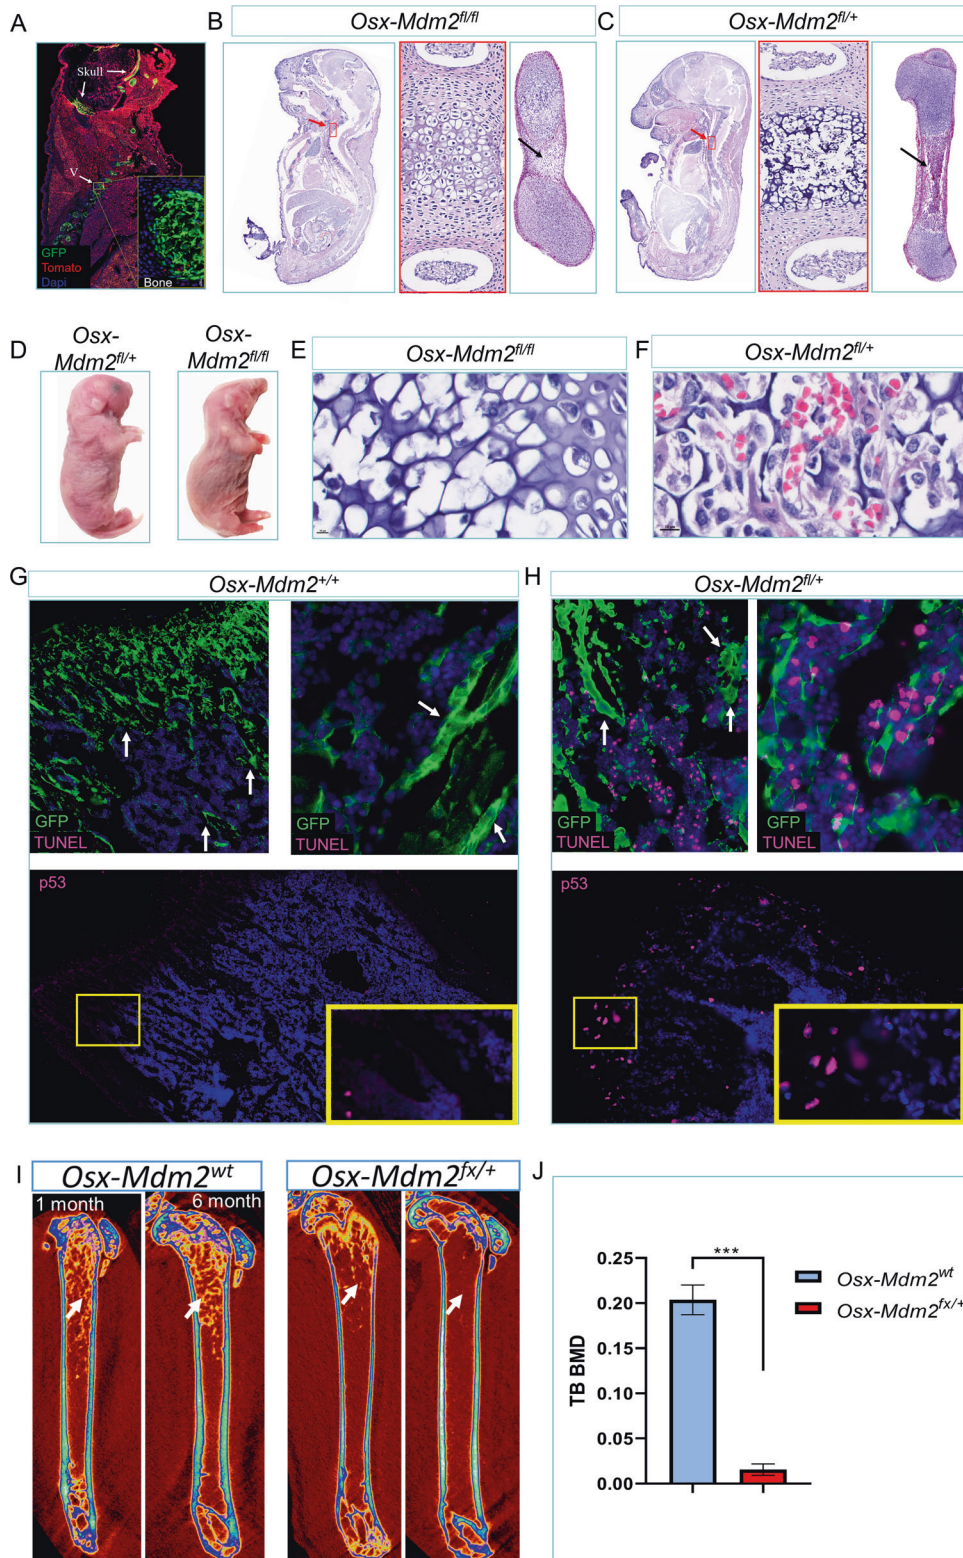 A
Skull
V
GFP
Tomato
Dapi
Bone
B
Osx-Mdm2fl/fl
C
Osx-Mdm2fl/+
D
Osx-
Mdm2fl/+
Osx-
Mdm2fl/fl
E
Osx-Mdm2fl/fl
F
Osx-Mdm2fl/+
G
Osx-Mdm2+/+
GFP
TUNEL
GFP
TUNEL
p53
H
Osx-Mdm2fl/+
GFP
TUNEL
GFP
TUNEL
p53
I
Osx-Mdm2wt
1 month
6 month
Osx-Mdm2fx/+
J
TB BMD
0.20
0.15
0.10
0.05
0.00
***
Osx-Mdm2wt
Osx-Mdm2fx/+